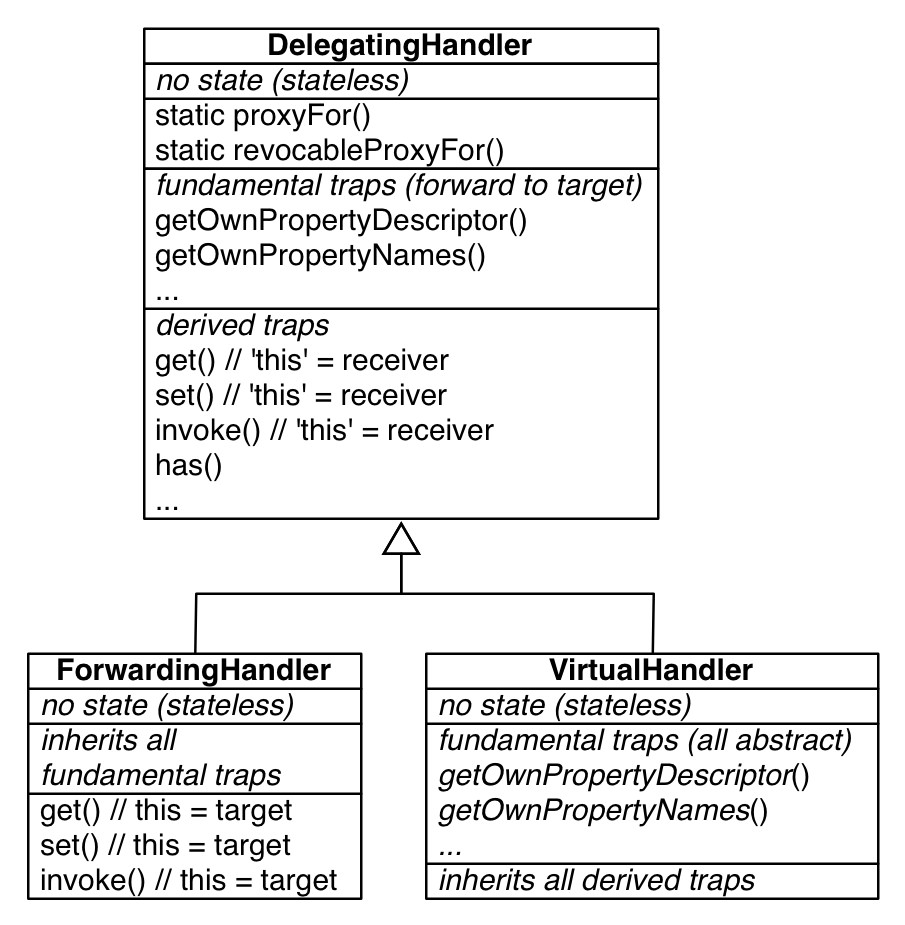 DelegatingHandler
no state (stateless)
static proxyFor()
static revocableProxyFor()
fundamental traps (forward to target)
getOwnPropertyDescriptor()
getOwnPropertyNames()
...
derived traps
get() // 'this' = receiver
set() // 'this' = receiver
invoke() // 'this' = receiver
has()
...
ForwardingHandler
no state (stateless)
inherits all
fundamental traps
get() // this = target
set() // this = target
invoke() // this = target
VirtualHandler
no state (stateless)
fundamental traps (all abstract)
getOwnPropertyDescriptor()
getOwnPropertyNames()
...
inherits all derived traps